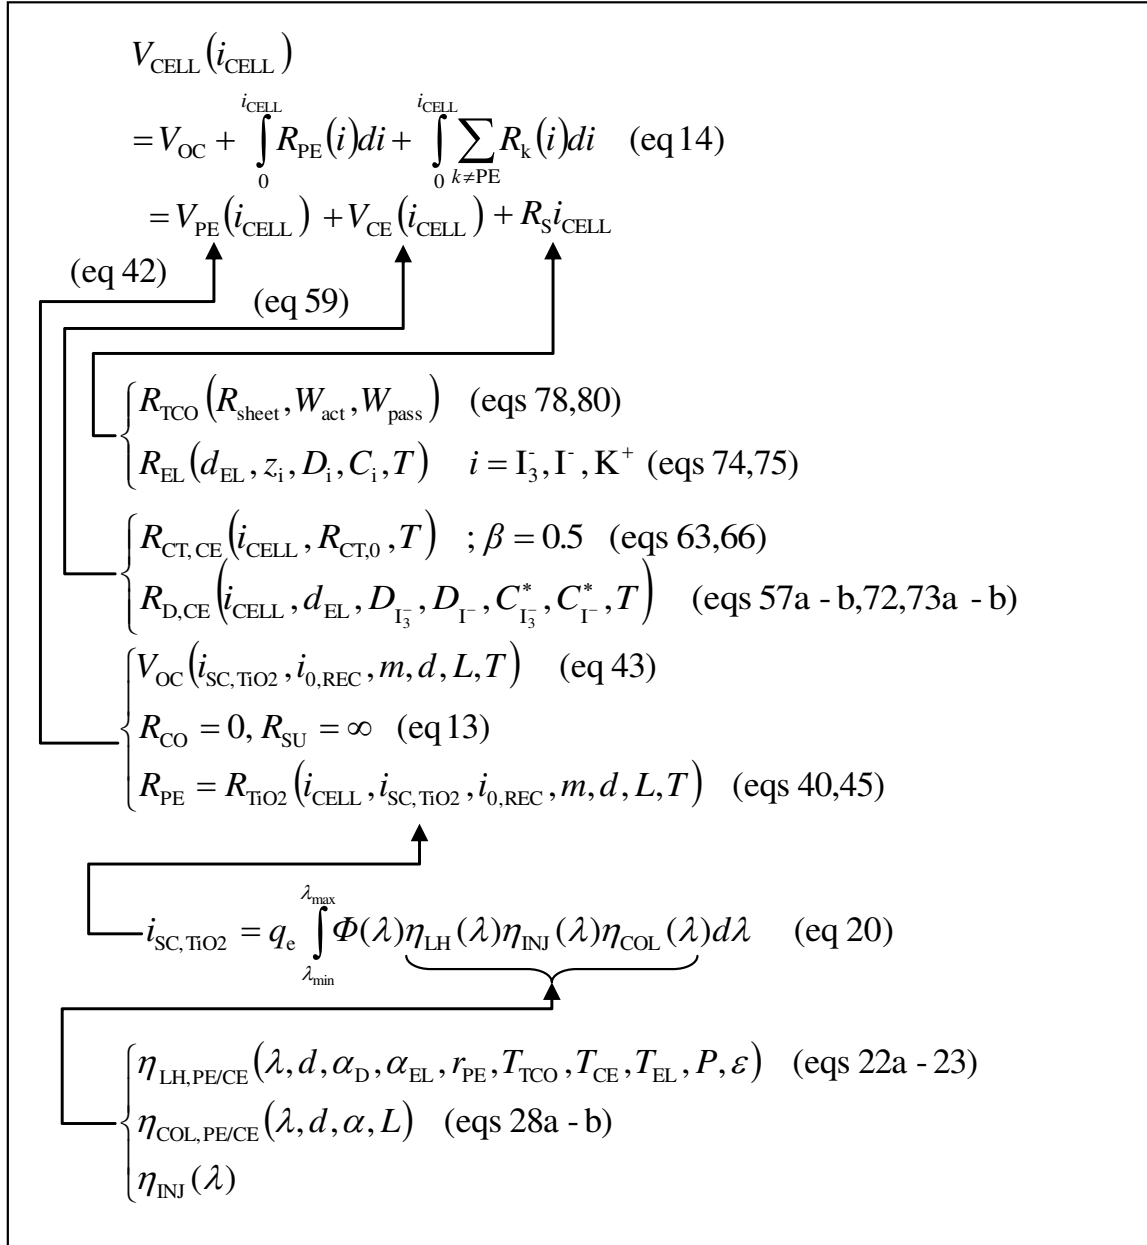 V_CELL(i_CELL)
= V_OC + ∫_0^{i_CELL} R_PE(i)di + ∫_0^{i_CELL} ∑_{k≠PE} R_k(i)di (eq 14)
= V_PE(i_CELL) + V_CE(i_CELL) + R_S i_CELL
(eq 42)
(eq 59)
R_TCO(R_sheet, W_act, W_pass) (eqs 78,80)
R_EL(d_EL, z_i, D_i, C_i, T) i = I_3^-, I^-, K^+ (eqs 74,75)
R_CT,CE(i_CELL, R_CT,0, T) ; β = 0.5 (eqs 63,66)
R_D,CE(i_CELL, d_EL, D_{I_3^-}, D_{I^-}, C^*_{I_3^-}, C^*_{I^-}, T) (eqs 57a - b,72,73a - b)
V_OC(i_SC,TiO2, i_0,REC, m, d, L, T) (eq 43)
R_CO = 0, R_SU = ∞ (eq 13)
R_PE = R_TiO2(i_CELL, i_SC,TiO2, i_0,REC, m, d, L, T) (eqs 40,45)
i_SC,TiO2 = q_e ∫_{λ_min}^{λ_max} Φ(λ)η_LH(λ)η_INJ(λ)η_COL(λ)dλ (eq 20)
η_LH,PE/CE(λ, d, α_D, α_EL, r_PE, T_TCO, T_CE, T_EL, P, ε) (eqs 22a - 23)
η_COL,PE/CE(λ, d, α, L) (eqs 28a - b)
η_INJ(λ)